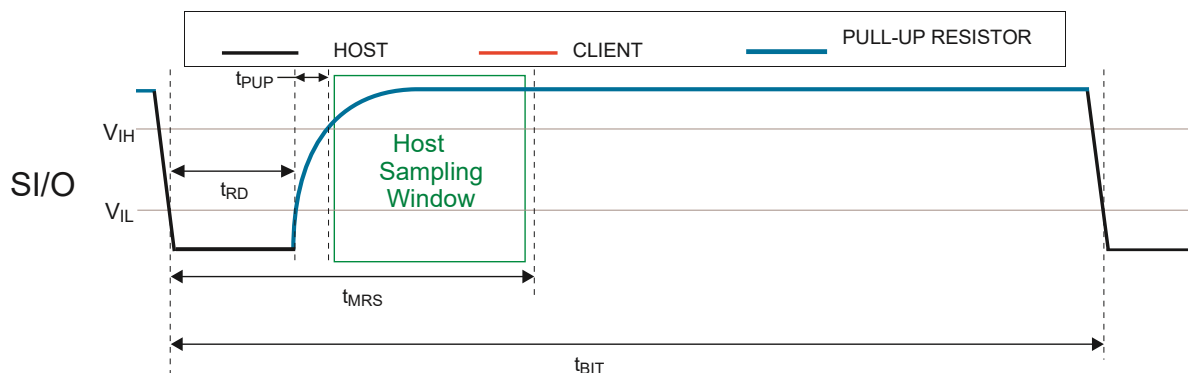 HOST CLIENT PULL-UP RESISTOR
tPUP
VIH
Host
Sampling
Window
tRD
SI/O
VIL
tMRS
tBIT